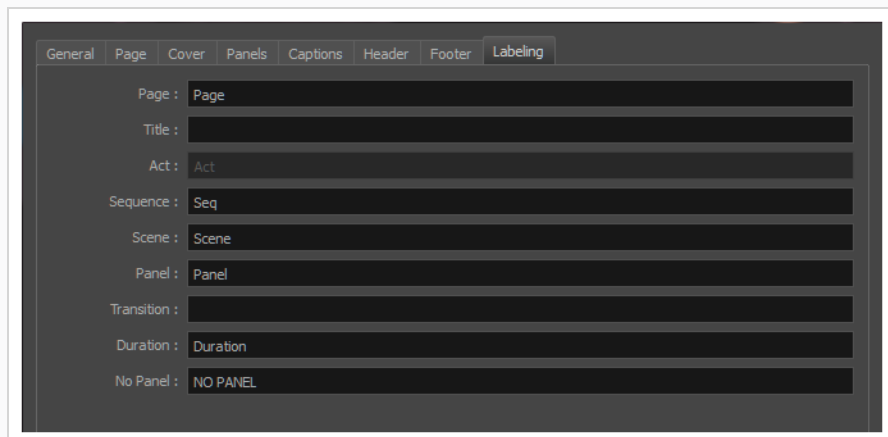 General Page Cover Panels Captions Header Footer Labeling
Page : Page
Title :
Act : Act
Sequence : Seq
Scene : Scene
Panel : Panel
Transition :
Duration : Duration
No Panel : NO PANEL